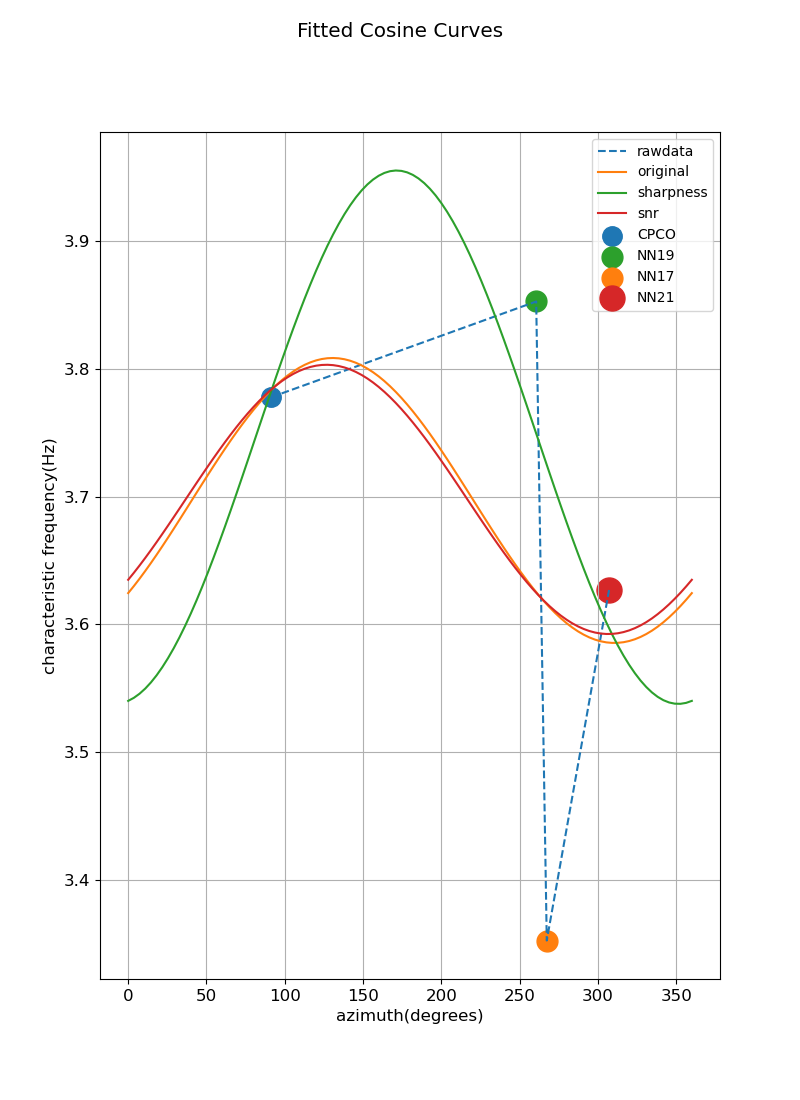 Fitted Cosine Curves
rawdata
original
sharpness
snr
CPCO
NN19
NN17
NN21
characteristic frequency(Hz)
3.9
3.8
3.7
3.6
3.5
3.4
0 50 100 150 200 250 300 350
azimuth(degrees)